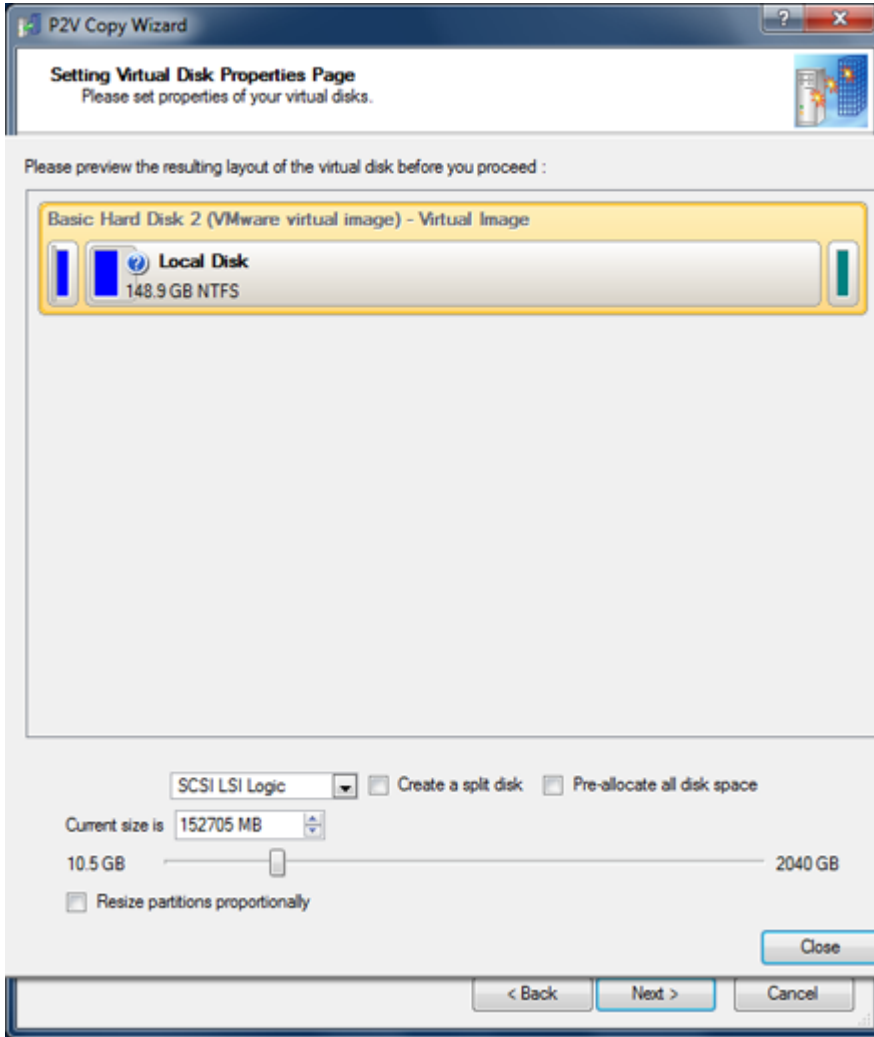 P2V Copy Wizard
Setting Virtual Disk Properties Page
Please set properties of your virtual disks.
Please preview the resulting layout of the virtual disk before you proceed :
Basic Hard Disk 2 (VMware virtual image) - Virtual Image
Local Disk
148.9 GB NTFS
SCSI LSI Logic Create a split disk Pre-allocate all disk space
Current size is 152705 MB
10.5 GB 2040 GB
Resize partitions proportionally
Close
< Back Next > Cancel